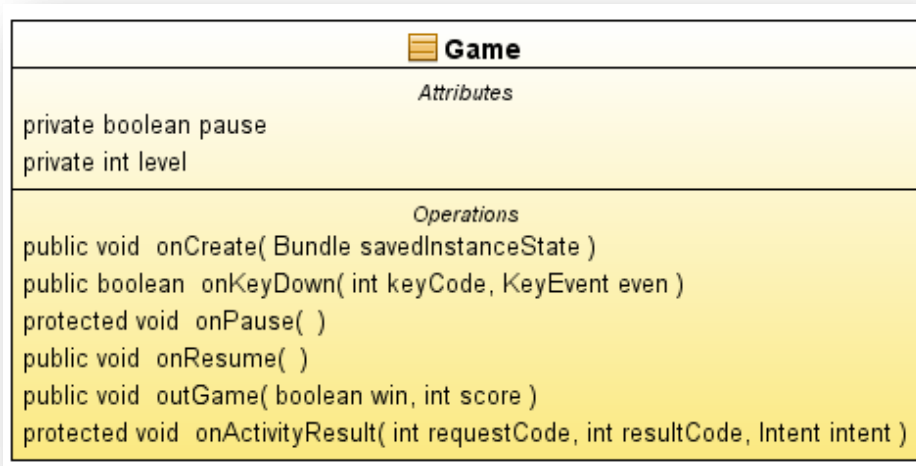 Game
Attributes
private boolean pause
private int level
Operations
public void onCreate( Bundle savedInstanceState )
public boolean onKeyDown( int keyCode, KeyEvent even )
protected void onPause( )
public void onResume( )
public void outGame( boolean win, int score )
protected void onActivityResult( int requestCode, int resultCode, Intent intent )